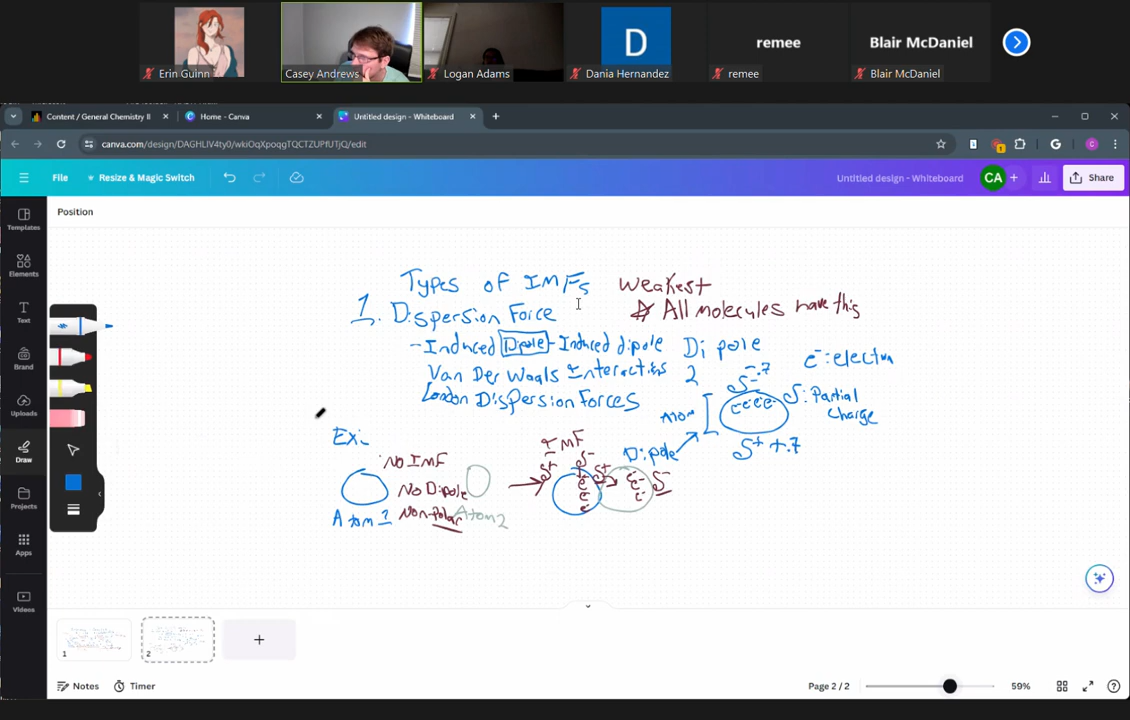 remee
Blair McDaniel
D
Erin Guinn
Casey Andrews
Logan Adams
Dania Hernandez
remee
Blair McDaniel
Content / General Chemistry II
Home - Canva
Untitled design - Whiteboard
canva.com/design/DAGHLIV4ty0/wkiOqXpoqgTQCTZUPfUTjQ/edit
File
Resize & Magic Switch
Untitled design - Whiteboard
CA
Share
Position
Templates
Elements
Text
Brand
Uploads
Draw
Projects
Apps
Videos
Types of IMFs weakest
1. Dispersion Force All molecules have this
- Induced Dipole - Induced dipole Di pole e-: electron
Van Der Waals Interactions 2 δ- -.7
London Dispersion Forces Atom e- e- e- e- δ: Partial Charge
Dipole δ+ +.7
Ex:
No IMF
No Dipole
Non-Polar
Atom 1 Atom 2
IMF
δ+ δ- δ+ δ-
1
2
Notes
Timer
Page 2 / 2
59%